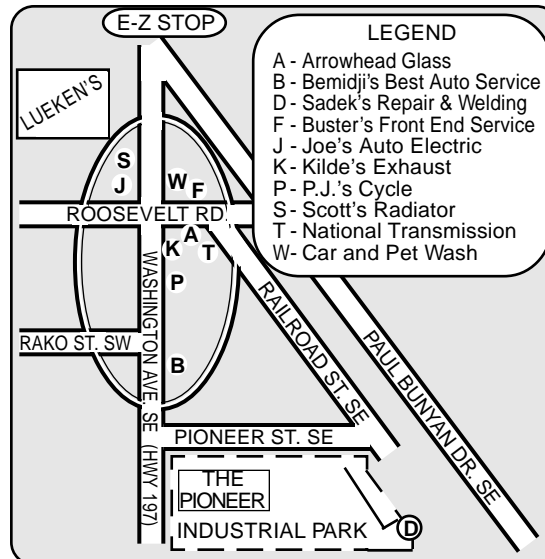 E-Z STOP
LUEKEN'S
LEGEND
A - Arrowhead Glass
B - Bemidji's Best Auto Service
D - Sadek's Repair & Welding
F - Buster's Front End Service
J - Joe's Auto Electric
K - Kilde's Exhaust
P - P.J.'s Cycle
S - Scott's Radiator
T - National Transmission
W - Car and Pet Wash
S
J
W
F
ROOSEVELT RD.
A
K
T
P
B
WASHINGTON AVE. SE (HWY 197)
RAKO ST. SW
RAILROAD ST. SE
PAUL BUNYAN DR. SE
PIONEER ST. SE
THE
PIONEER
INDUSTRIAL PARK
D